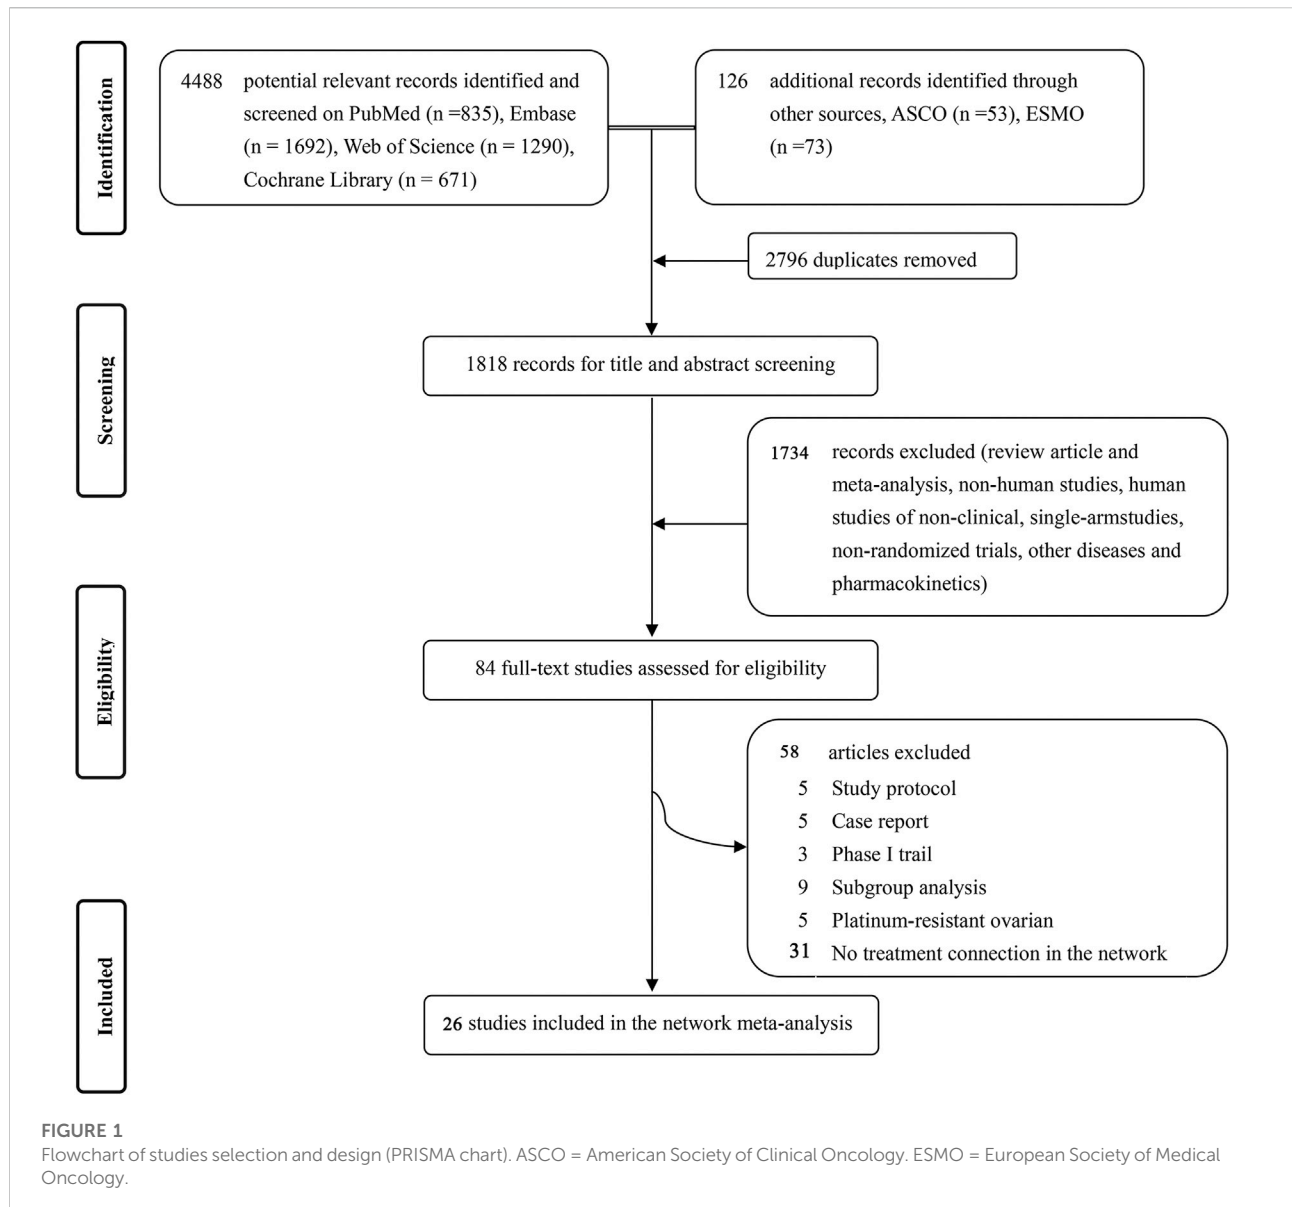 Identification
4488 potential relevant records identified and
screened on PubMed (n =835), Embase
(n = 1692), Web of Science (n = 1290),
Cochrane Library (n = 671)
126 additional records identified through
other sources, ASCO (n =53), ESMO
(n =73)
2796 duplicates removed
Screening
1818 records for title and abstract screening
1734 records excluded (review article and
meta-analysis, non-human studies, human
studies of non-clinical, single-armstudies,
non-randomized trials, other diseases and
pharmacokinetics)
Eligibility
84 full-text studies assessed for eligibility
58 articles excluded
5 Study protocol
5 Case report
3 Phase I trail
9 Subgroup analysis
5 Platinum-resistant ovarian
31 No treatment connection in the network
Included
26 studies included in the network meta-analysis
FIGURE 1
Flowchart of studies selection and design (PRISMA chart). ASCO = American Society of Clinical Oncology. ESMO = European Society of Medical
Oncology.